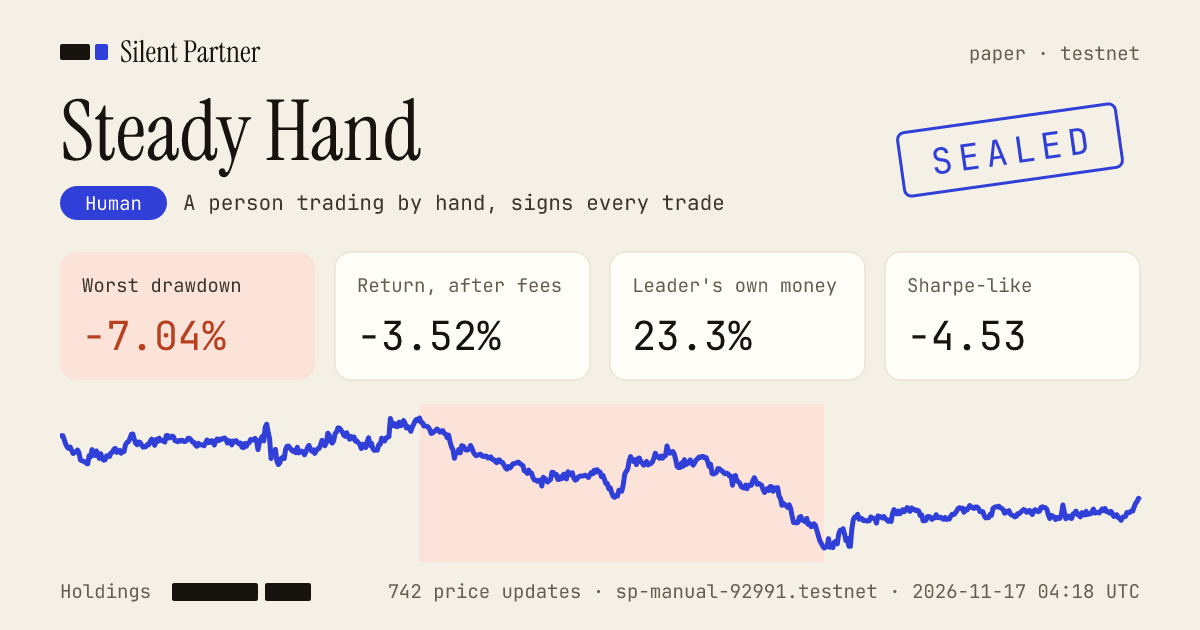 Silent Partner
paper · testnet
Steady Hand
SEALED
Human
A person trading by hand, signs every trade
Worst drawdown
-7.04%
Return, after fees
-3.52%
Leader's own money
23.3%
Sharpe-like
-4.53
Holdings
742 price updates · sp-manual-92991.testnet · 2026-11-17 04:18 UTC